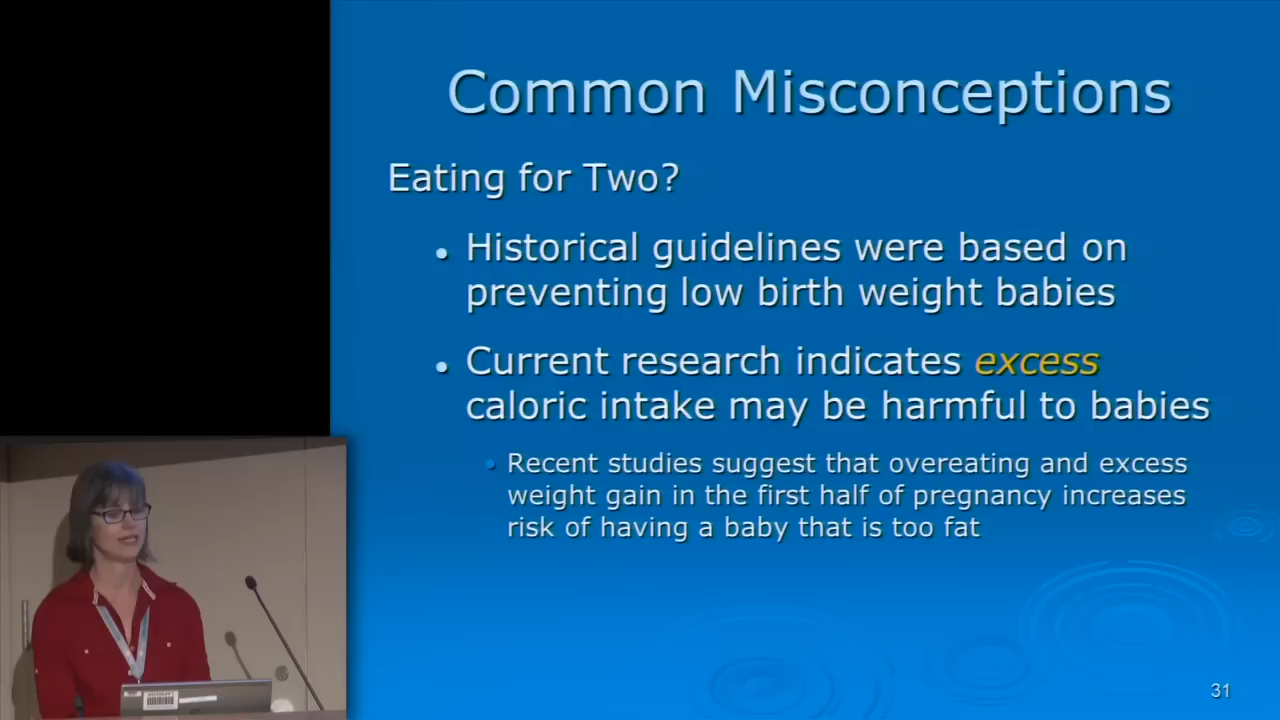 Common Misconceptions
Eating for Two?
• Historical guidelines were based on
preventing low birth weight babies
• Current research indicates excess
caloric intake may be harmful to babies
• Recent studies suggest that overeating and excess
weight gain in the first half of pregnancy increases
risk of having a baby that is too fat
31